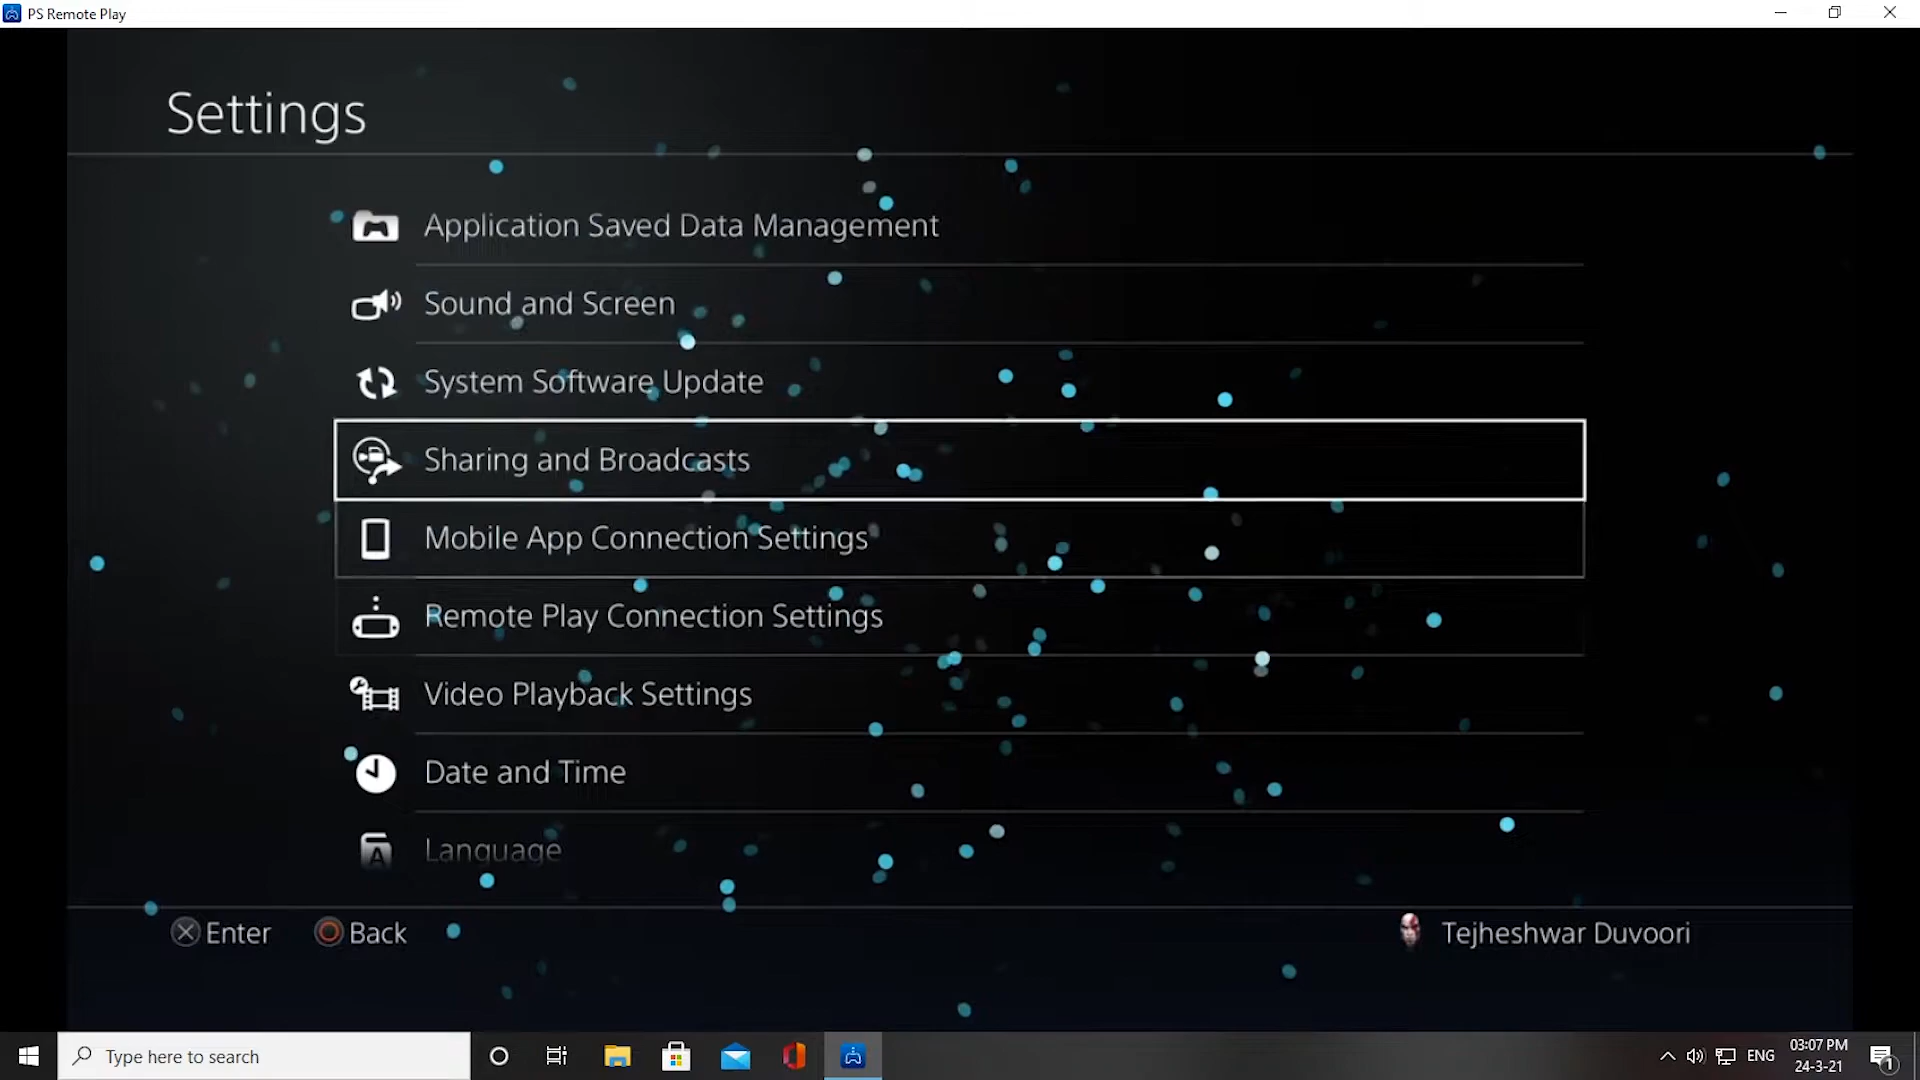 PS Remote Play
Settings
Application Saved Data Management
Sound and Screen
System Software Update
Sharing and Broadcasts
Mobile App Connection Settings
Remote Play Connection Settings
Video Playback Settings
Date and Time
Language
Enter Back Tejheshwar Duvoori
Type here to search
ENG
03:07 PM
24-3-21
1